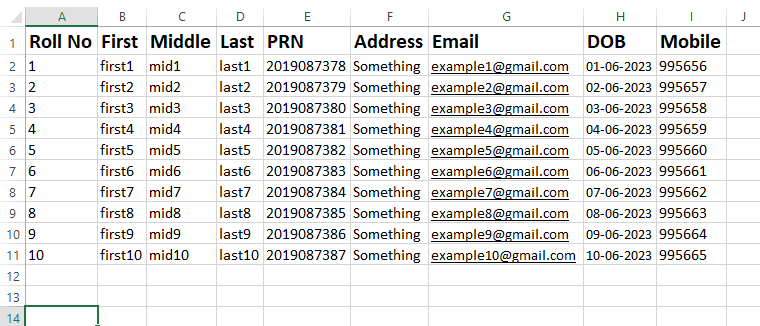 A B C D E F G H I J
1 Roll No First Middle Last PRN Address Email DOB Mobile
2 1 first1 mid1 last1 2019087378 Something example1@gmail.com 01-06-2023 995656
3 2 first2 mid2 last2 2019087379 Something example2@gmail.com 02-06-2023 995657
4 3 first3 mid3 last3 2019087380 Something example3@gmail.com 03-06-2023 995658
5 4 first4 mid4 last4 2019087381 Something example4@gmail.com 04-06-2023 995659
6 5 first5 mid5 last5 2019087382 Something example5@gmail.com 05-06-2023 995660
7 6 first6 mid6 last6 2019087383 Something example6@gmail.com 06-06-2023 995661
8 7 first7 mid7 last7 2019087384 Something example7@gmail.com 07-06-2023 995662
9 8 first8 mid8 last8 2019087385 Something example8@gmail.com 08-06-2023 995663
10 9 first9 mid9 last9 2019087386 Something example9@gmail.com 09-06-2023 995664
11 10 first10 mid10 last10 2019087387 Something example10@gmail.com 10-06-2023 995665
12
13
14